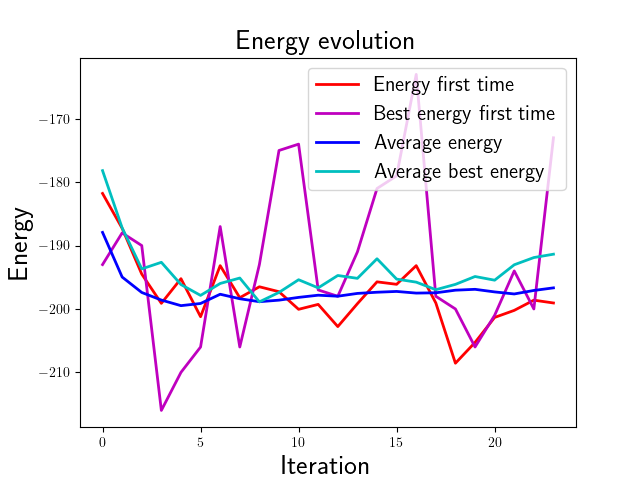 Energy evolution
Energy first time
Best energy first time
Average energy
Average best energy
Energy
−170
−180
−190
−200
−210
0 5 10 15 20
Iteration